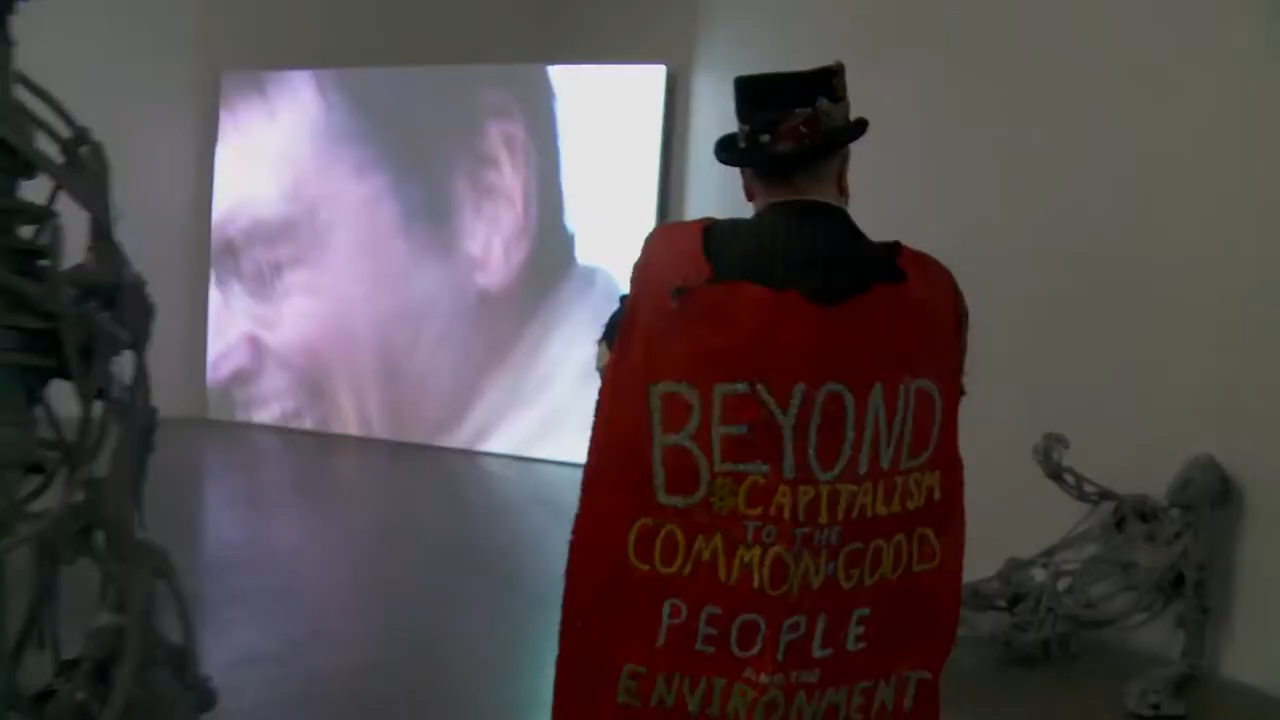 BEYOND
#CAPITALISM
TO THE
COMMON·GOOD
PEOPLE
AND THE
ENVIRONMENT